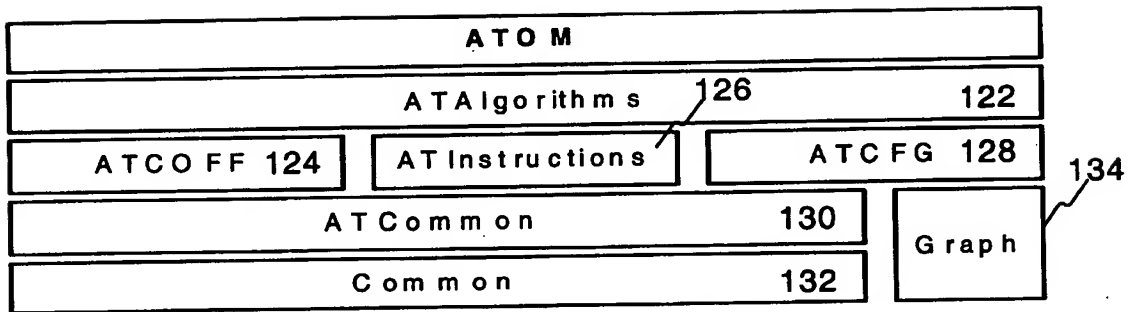 ATOM
ATAlgorithms 126 122
ATCOFF 124 ATInstructions ATCFG 128
134
ATCommon 130
Graph
Common 132